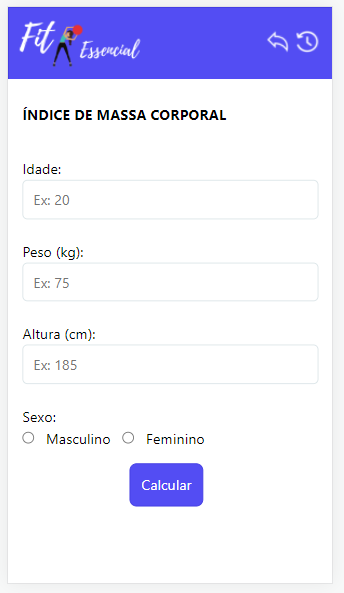 Fit
Essencial
ÍNDICE DE MASSA CORPORAL
Idade:
Ex: 20
Peso (kg):
Ex: 75
Altura (cm):
Ex: 185
Sexo:
Masculino Feminino
Calcular